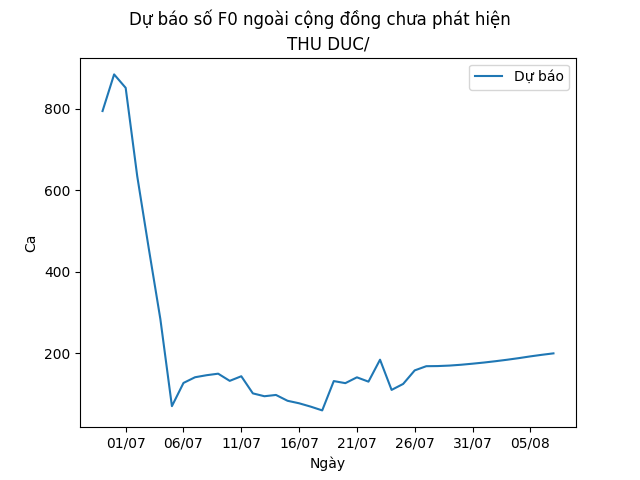 Dự báo số F0 ngoài cộng đồng chưa phát hiện
THU DUC/
Dự báo
Ca
800
600
400
200
01/07 06/07 11/07 16/07 21/07 26/07 31/07 05/08
Ngày